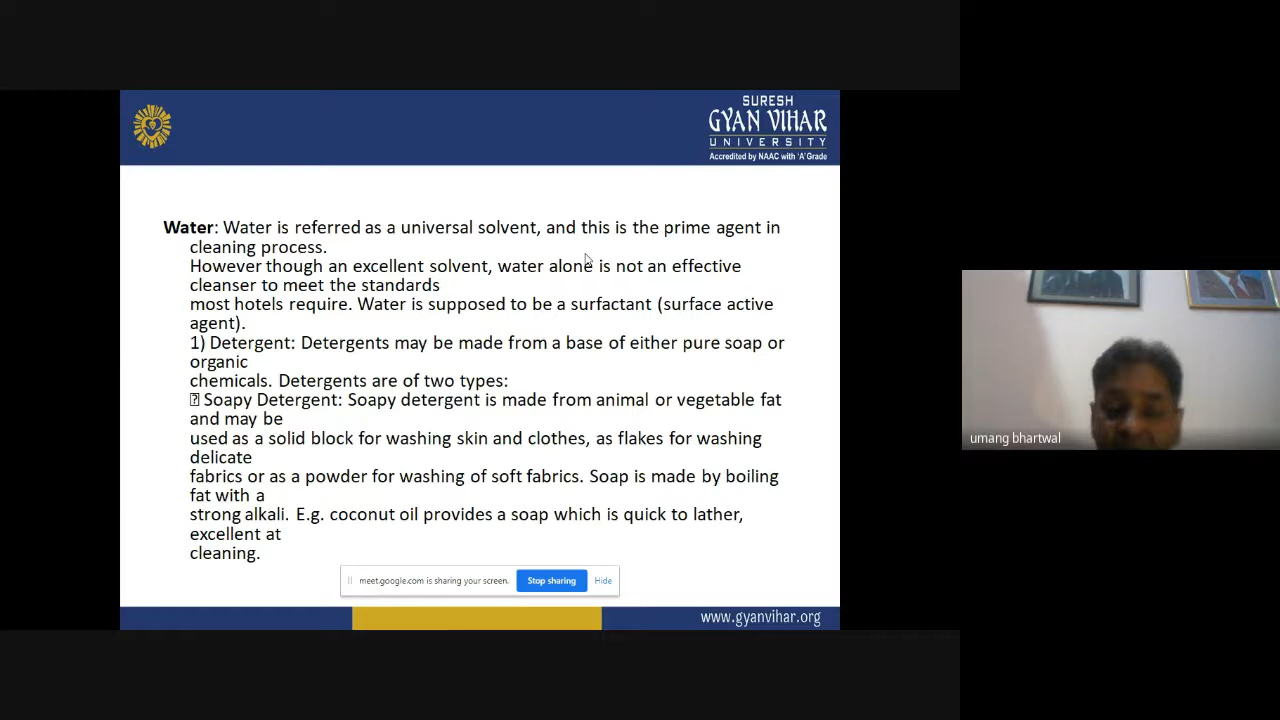 SURESH
GYAN VIHAR
UNIVERSITY
Accredited by NAAC with 'A' Grade
Water: Water is referred as a universal solvent, and this is the prime agent in
cleaning process.
However though an excellent solvent, water alone is not an effective
cleanser to meet the standards
most hotels require. Water is supposed to be a surfactant (surface active
agent).
1) Detergent: Detergents may be made from a base of either pure soap or
organic
chemicals. Detergents are of two types:
Soapy Detergent: Soapy detergent is made from animal or vegetable fat
and may be
used as a solid block for washing skin and clothes, as flakes for washing
delicate
fabrics or as a powder for washing of soft fabrics. Soap is made by boiling
fat with a
strong alkali. E.g. coconut oil provides a soap which is quick to lather,
excellent at
cleaning.
meet.google.com is sharing your screen. Stop sharing Hide
www.gyanvihar.org
umang bhartwal